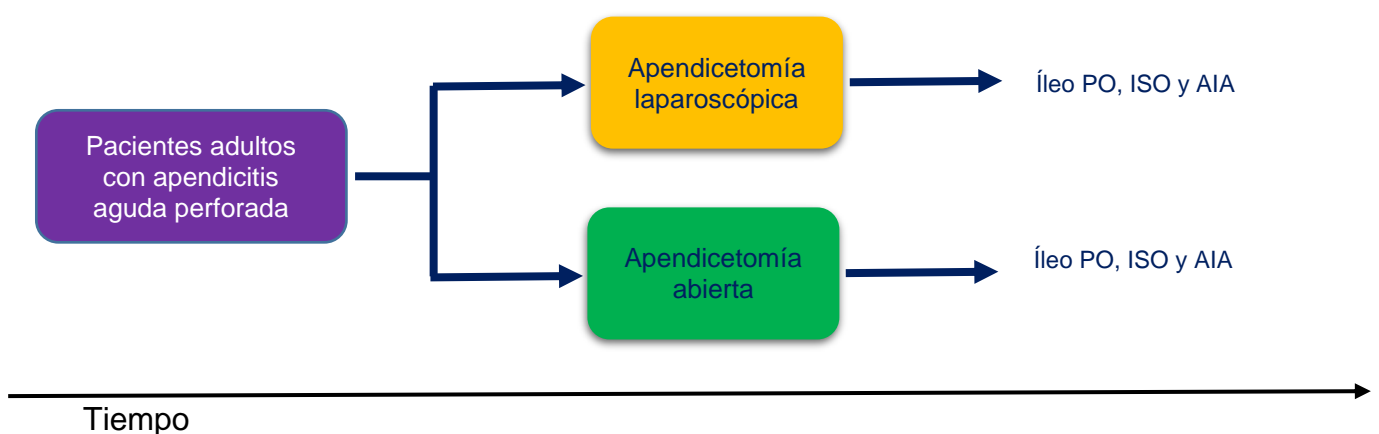 Pacientes adultos
con apendicitis
aguda perforada
Apendicetomía
laparoscópica
Íleo PO, ISO y AIA
Apendicetomía
abierta
Íleo PO, ISO y AIA
Tiempo